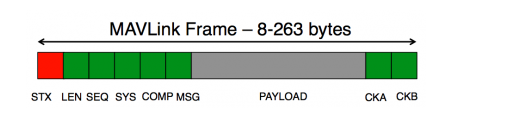 MAVLink Frame – 8-263 bytes
STX LEN SEQ SYS COMP MSG PAYLOAD CKA CKB